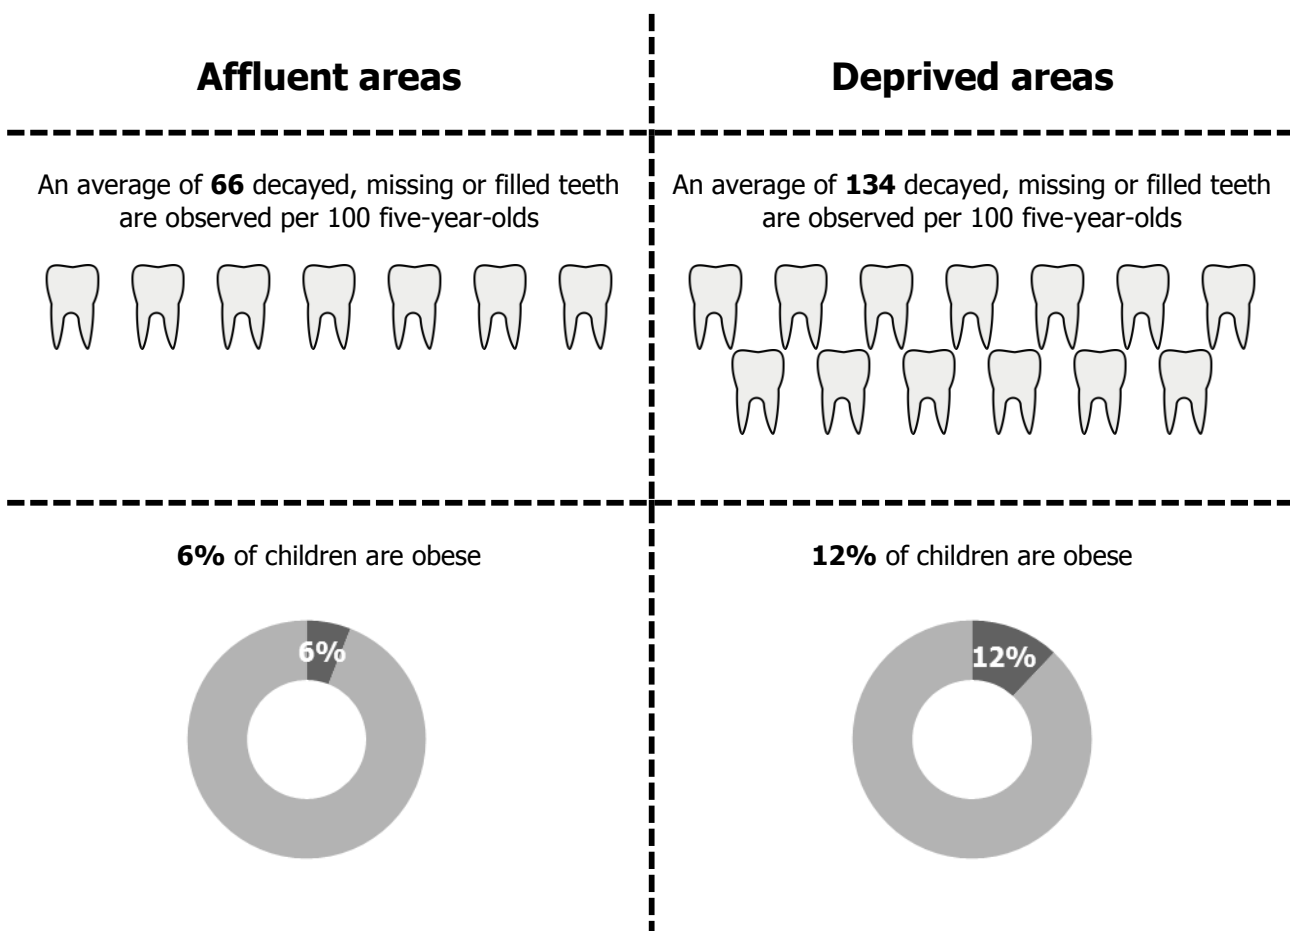 Affluent areas
Deprived areas
An average of 66 decayed, missing or filled teeth
are observed per 100 five-year-olds
An average of 134 decayed, missing or filled teeth
are observed per 100 five-year-olds
6% of children are obese
12% of children are obese
6%
12%